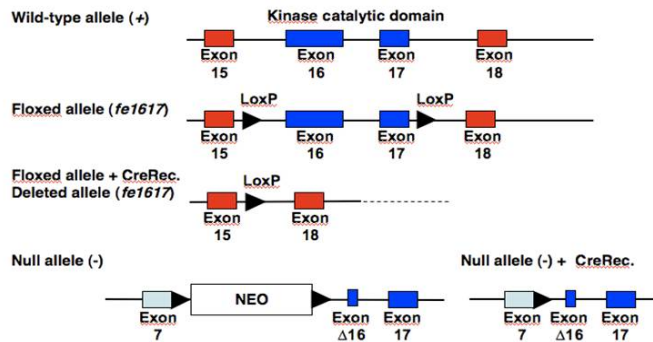 Wild-type allele (+)
Kinase catalytic domain
Exon Exon Exon Exon
15 16 17 18
Floxed allele (fe1617)
LoxP LoxP
Exon Exon Exon Exon
15 16 17 18
Floxed allele + CreRec.
Deleted allele (fe1617)
LoxP
Exon Exon
15 18
Null allele (-)
Null allele (-) + CreRec.
NEO
Exon Exon Exon
7 Δ16 17
Exon Exon Exon
7 Δ16 17